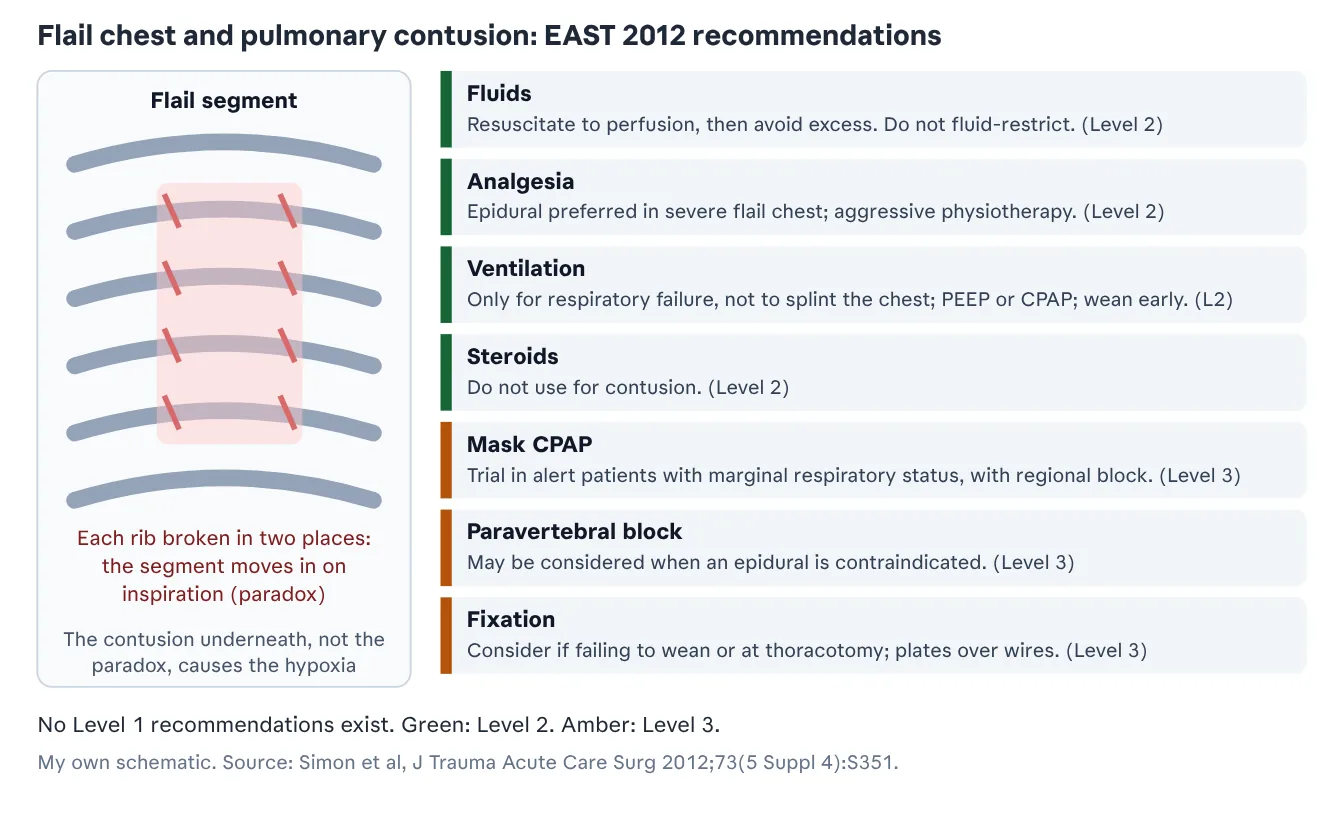 Flail chest and pulmonary contusion: EAST 2012 recommendations
Flail segment
Each rib broken in two places:
the segment moves in on
inspiration (paradox)
The contusion underneath, not the
paradox, causes the hypoxia
Fluids
Resuscitate to perfusion, then avoid excess. Do not fluid-restrict. (Level 2)
Analgesia
Epidural preferred in severe flail chest; aggressive physiotherapy. (Level 2)
Ventilation
Only for respiratory failure, not to splint the chest; PEEP or CPAP; wean early. (L2)
Steroids
Do not use for contusion. (Level 2)
Mask CPAP
Trial in alert patients with marginal respiratory status, with regional block. (Level 3)
Paravertebral block
May be considered when an epidural is contraindicated. (Level 3)
Fixation
Consider if failing to wean or at thoracotomy; plates over wires. (Level 3)
No Level 1 recommendations exist. Green: Level 2. Amber: Level 3.
My own schematic. Source: Simon et al, J Trauma Acute Care Surg 2012;73(5 Suppl 4):S351.